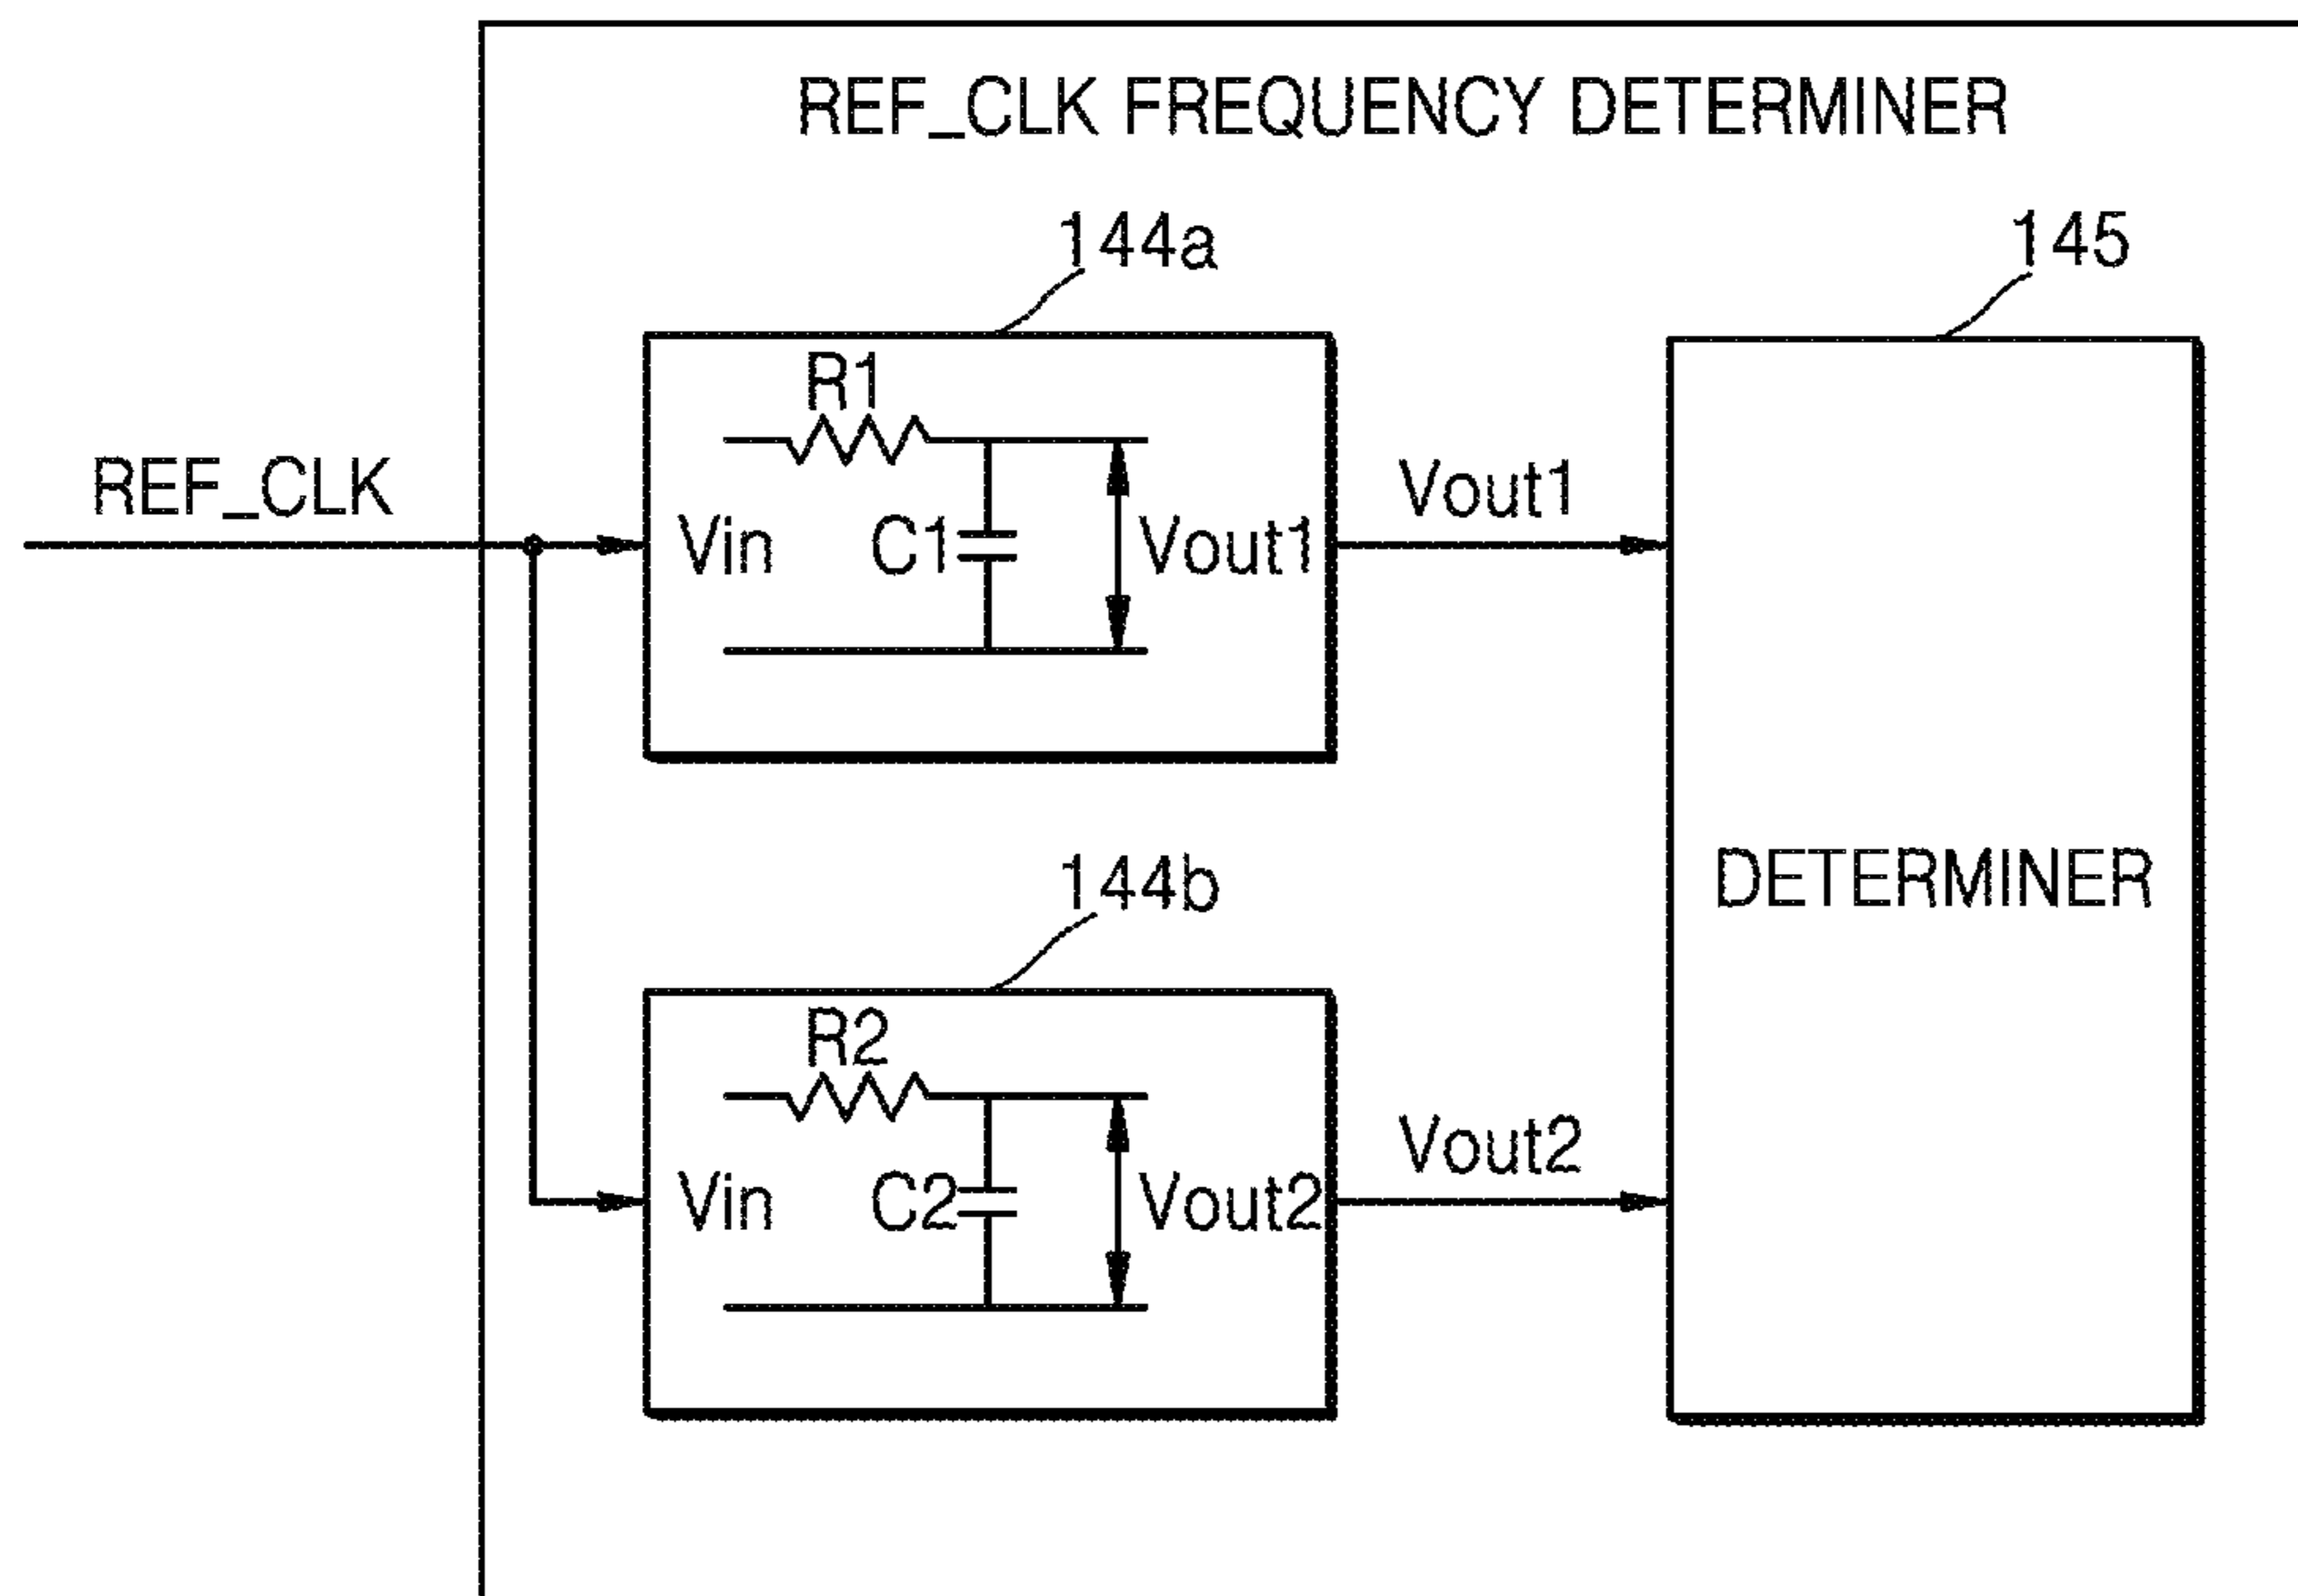 REF_CLK FREQUENCY DETERMINER
144a
145
R1
REF_CLK
Vout1
Vin
C1
Vout1
DETERMINER
144b
R2
Vout2
Vin
C2
Vout2